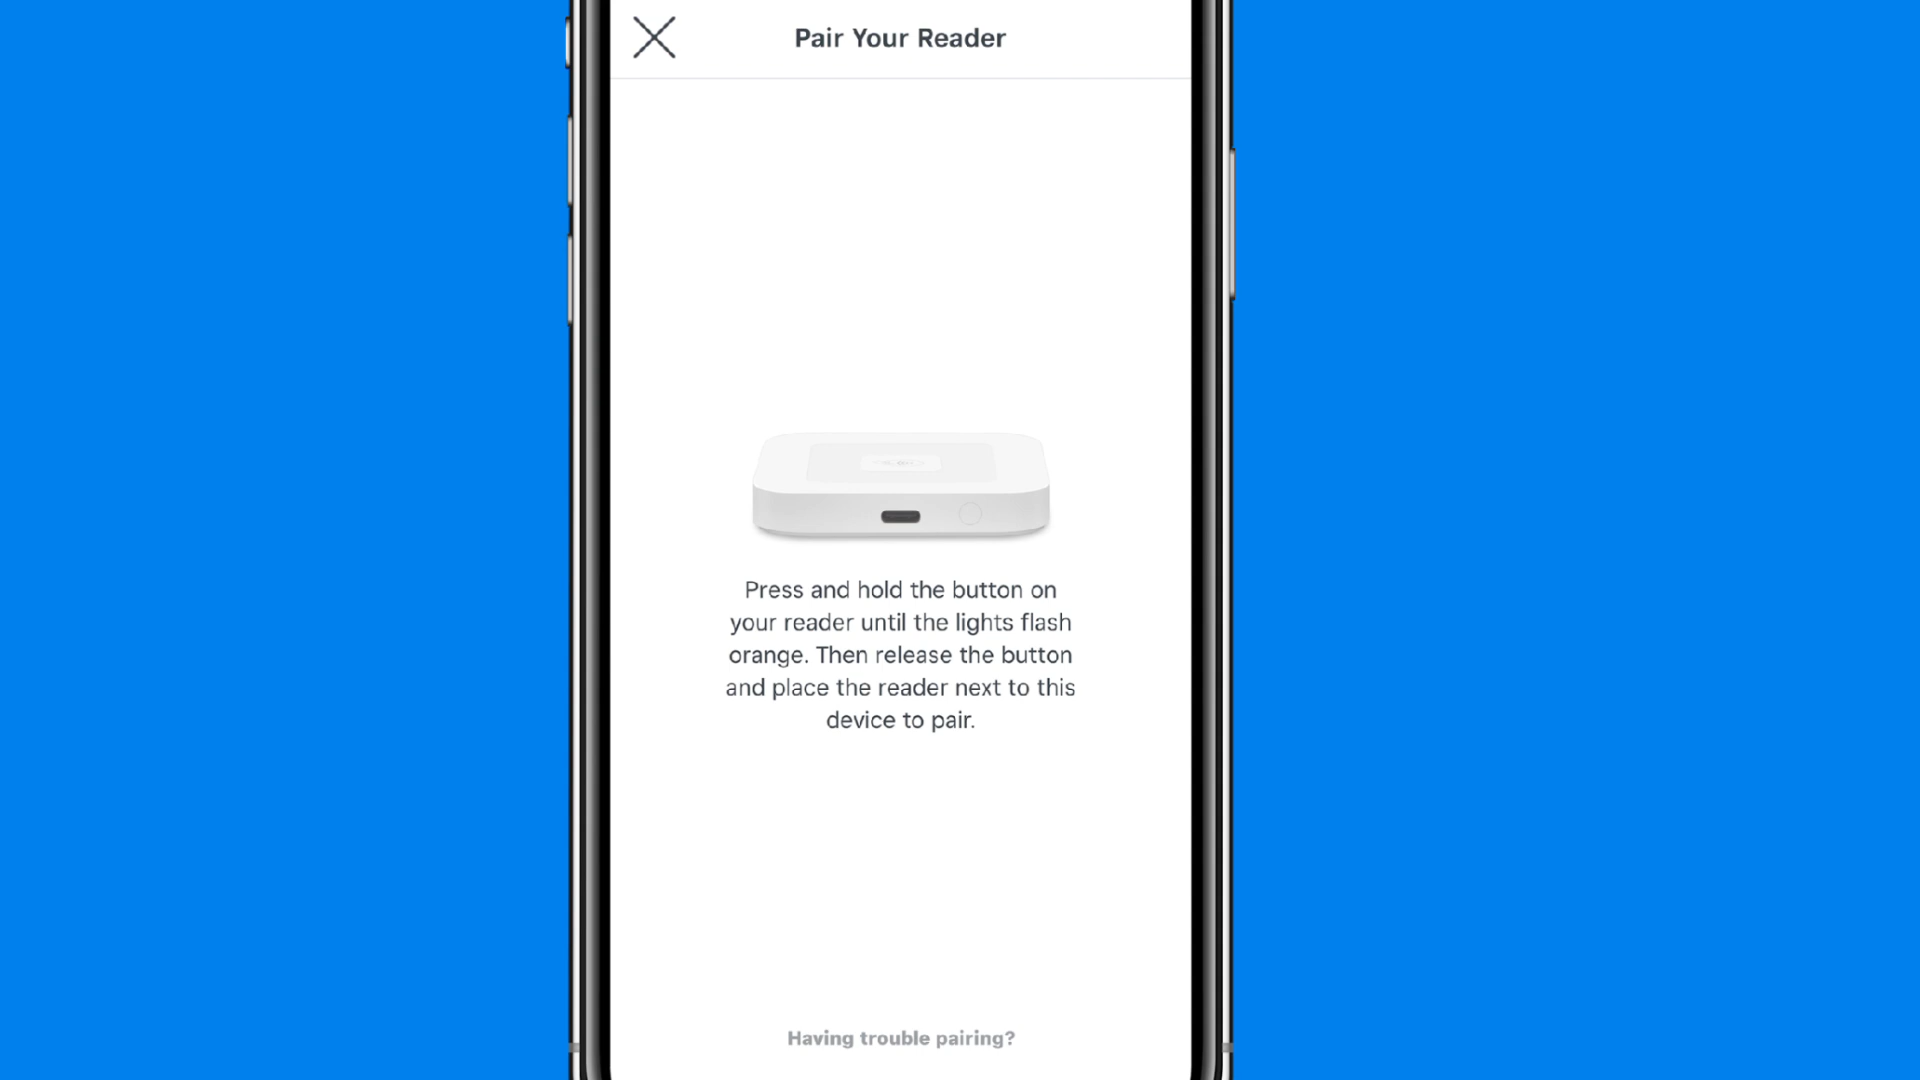 Pair Your Reader
Press and hold the button on
your reader until the lights flash
orange. Then release the button
and place the reader next to this
device to pair.
Having trouble pairing?